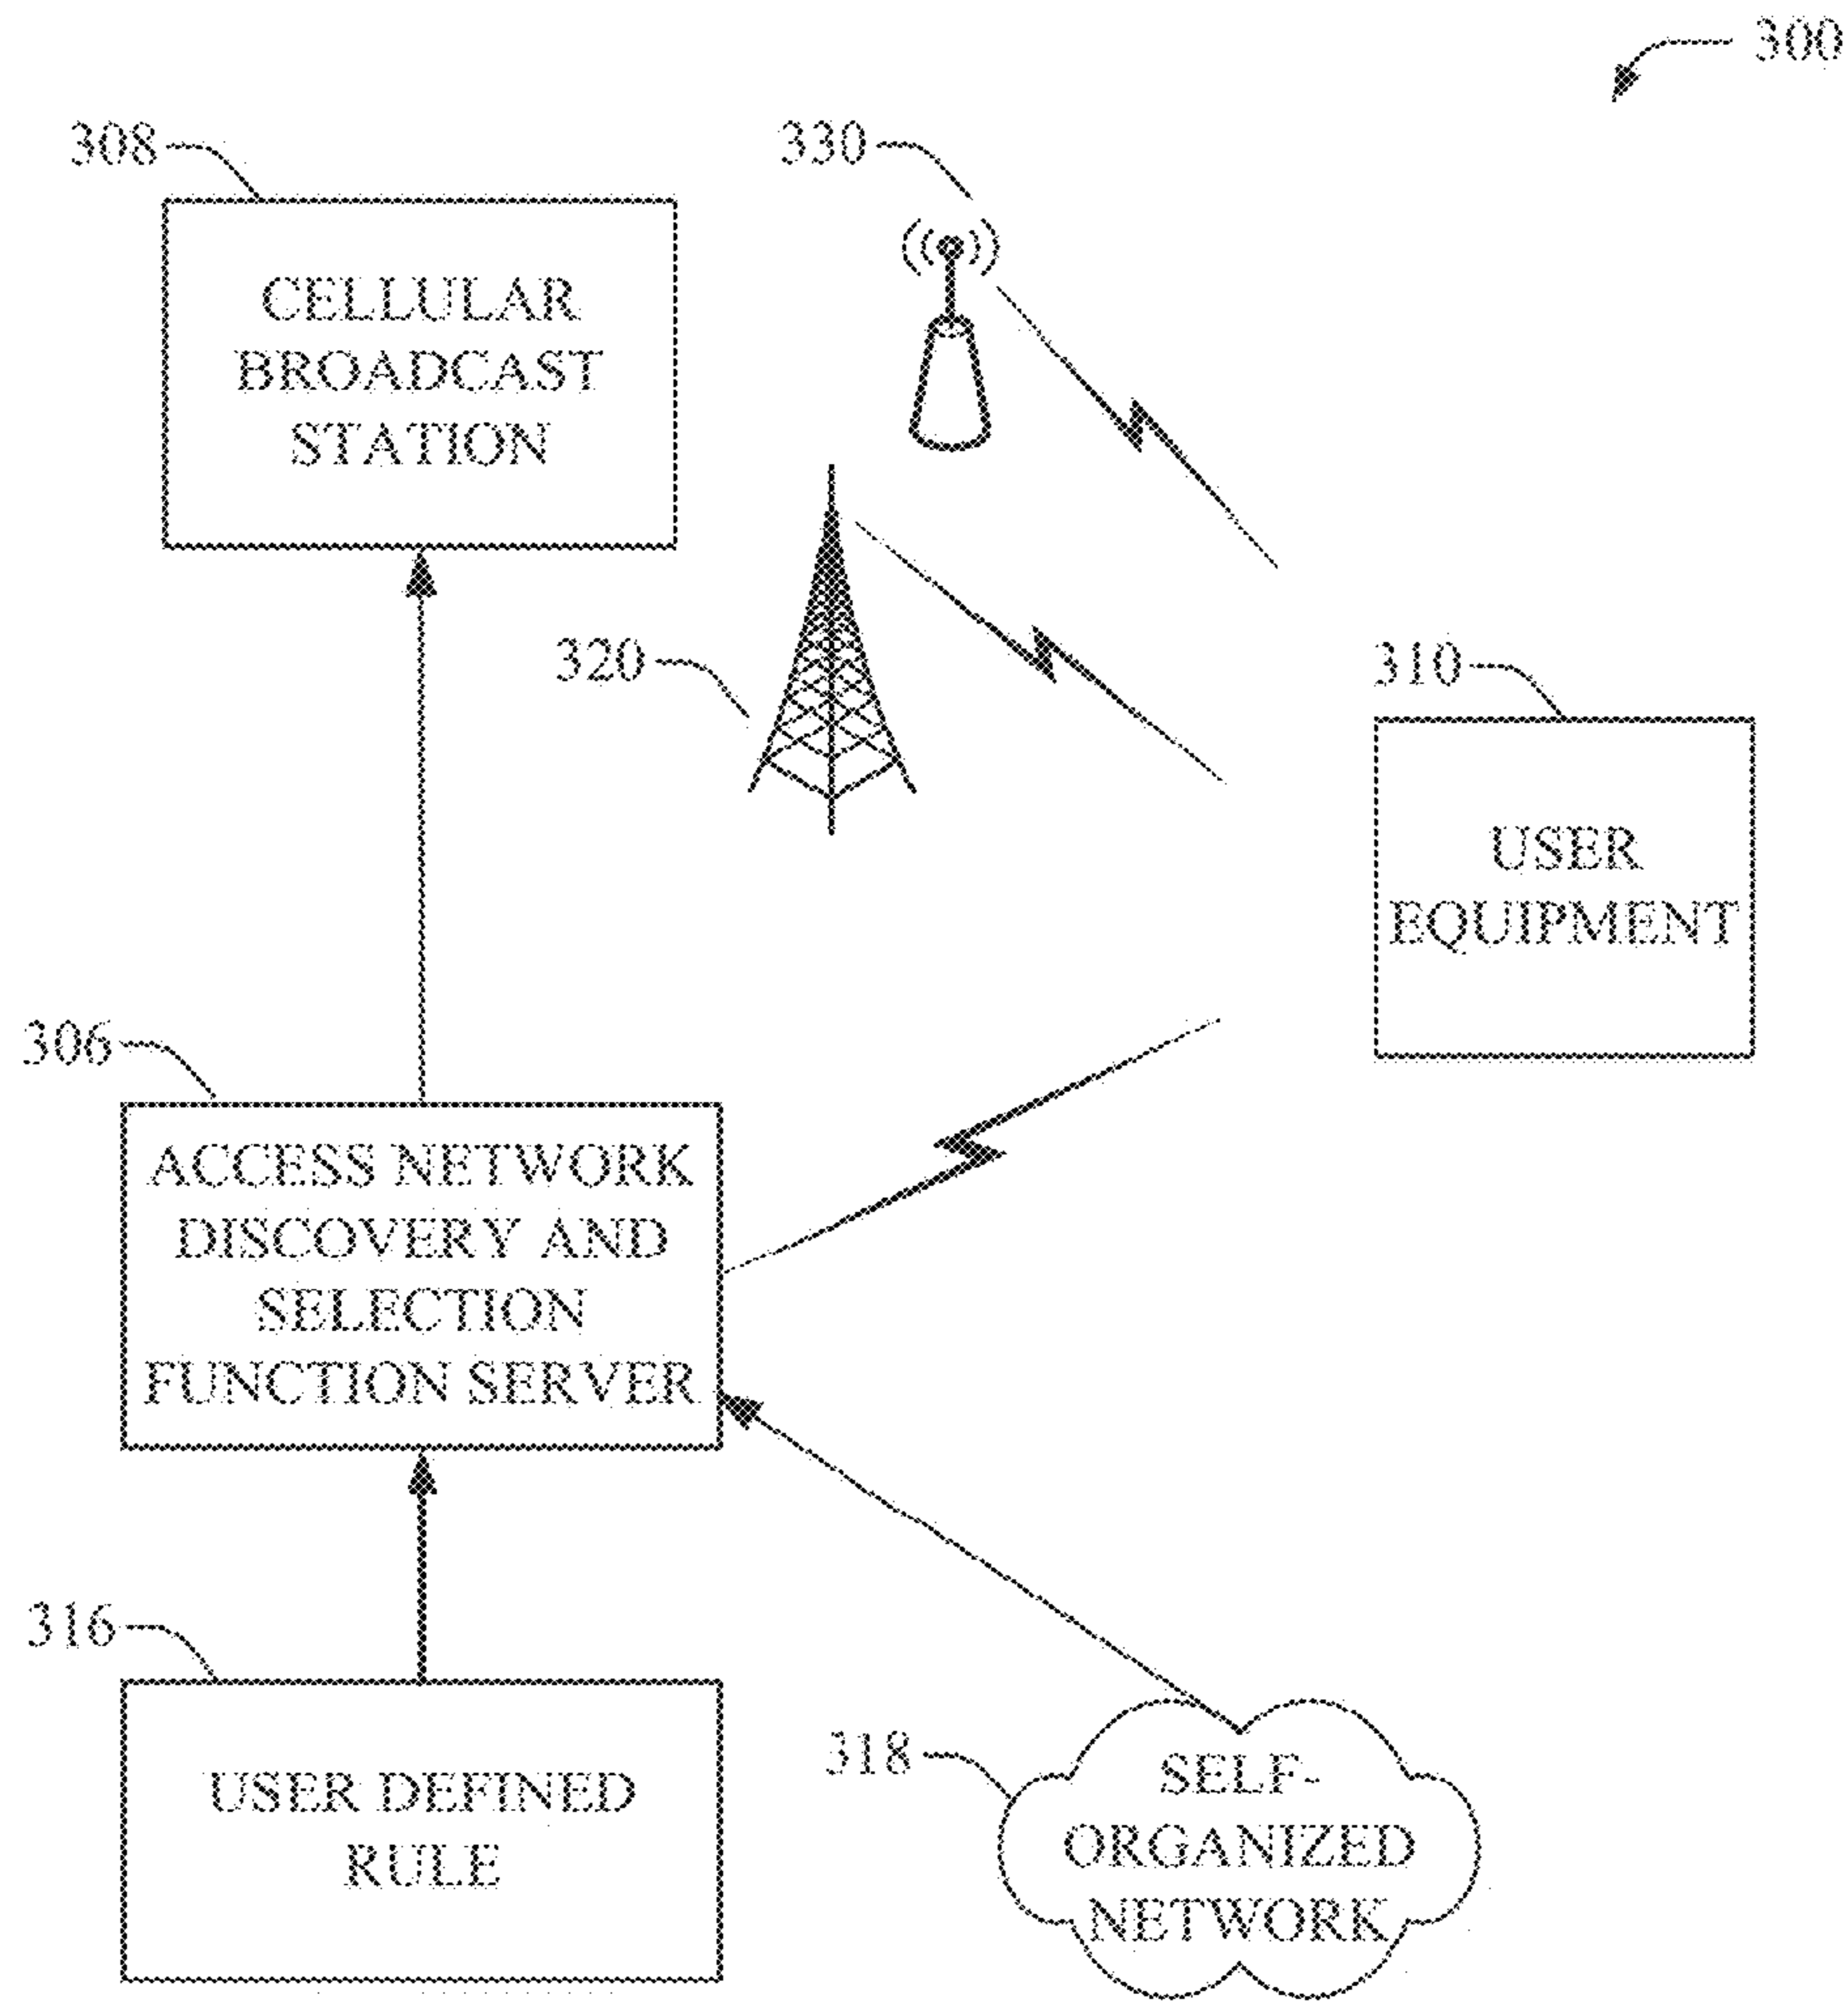 300
308
330
CELLULAR
BROADCAST
STATION
320
310
USER
EQUIPMENT
306
ACCESS NETWORK
DISCOVERY AND
SELECTION
FUNCTION SERVER
316
USER DEFINED
RULE
318
SELF-
ORGANIZED
NETWORK